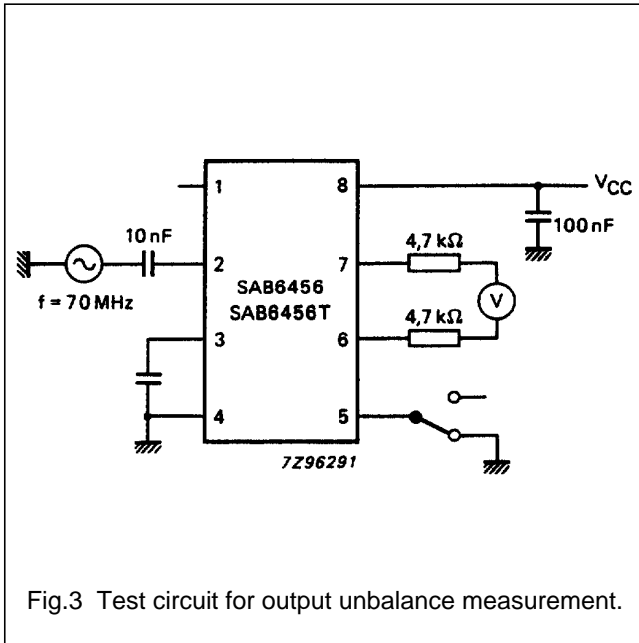 1
8
V_CC
10 nF
100 nF
4,7 kΩ
2
7
SAB6456
SAB6456T
V
f = 70 MHz
4,7 kΩ
3
6
4
5
7Z96291
Fig.3 Test circuit for output unbalance measurement.